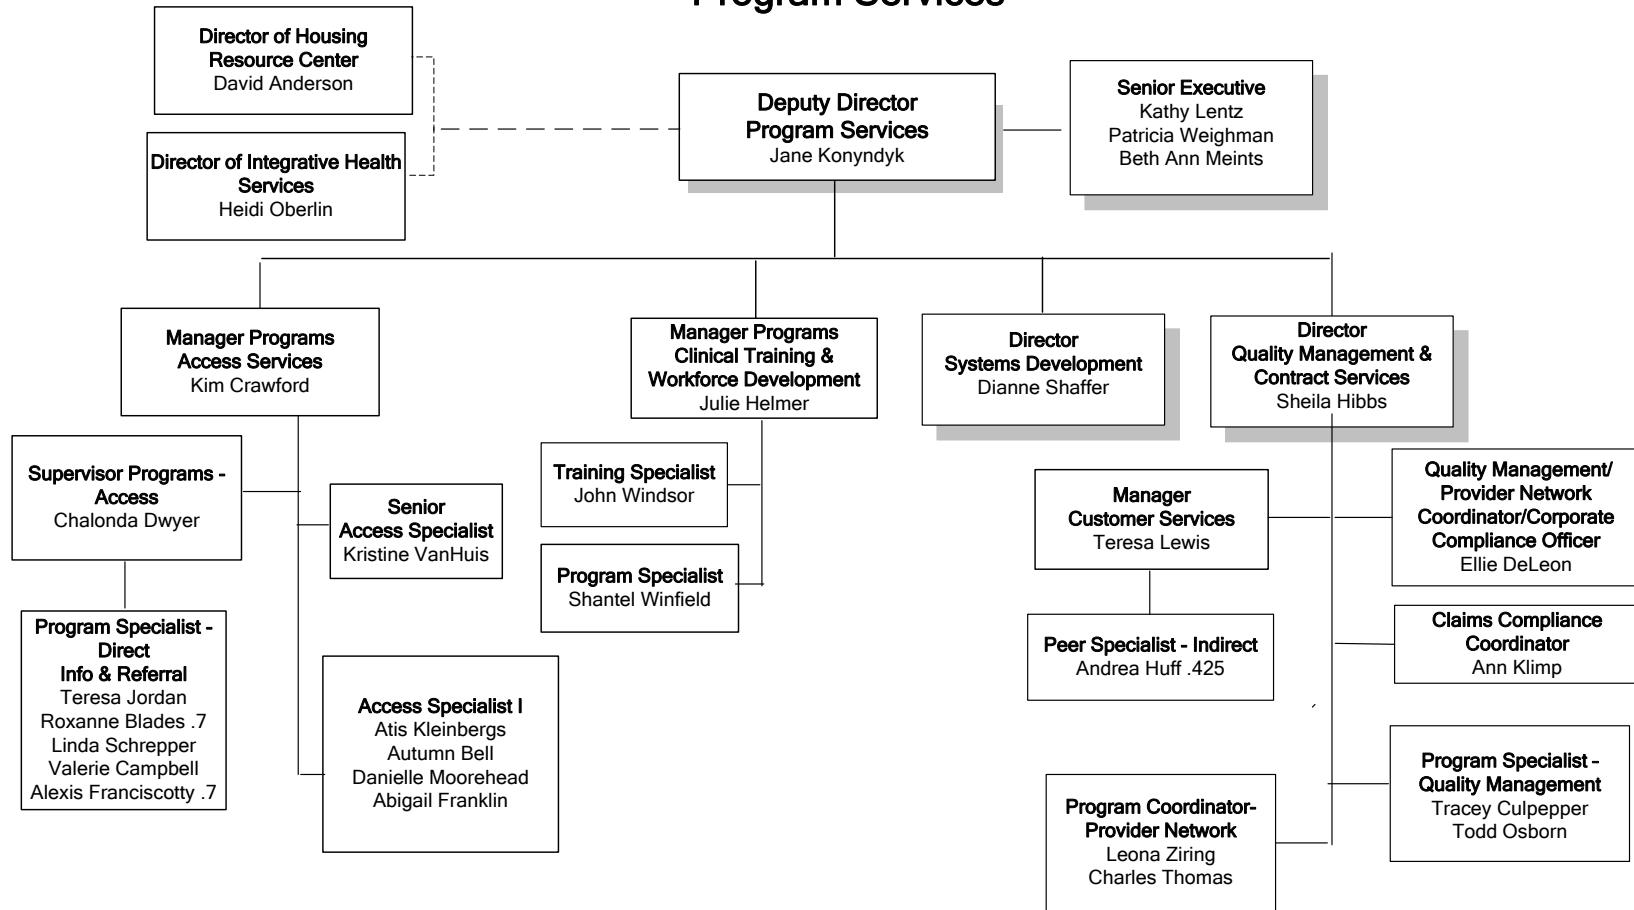 Program Services
Director of Housing
Resource Center
David Anderson
Director of Integrative Health
Services
Heidi Oberlin
Deputy Director
Program Services
Jane Konyndyk
Senior Executive
Kathy Lentz
Patricia Weighman
Beth Ann Meints
Manager Programs
Access Services
Kim Crawford
Manager Programs
Clinical Training &
Workforce Development
Julie Helmer
Director
Systems Development
Dianne Shaffer
Director
Quality Management &
Contract Services
Sheila Hibbs
Supervisor Programs -
Access
Chalonda Dwyer
Senior
Access Specialist
Kristine VanHuis
Training Specialist
John Windsor
Program Specialist
Shantel Winfield
Manager
Customer Services
Teresa Lewis
Quality Management/
Provider Network
Coordinator/Corporate
Compliance Officer
Ellie DeLeon
Program Specialist -
Direct
Info & Referral
Teresa Jordan
Roxanne Blades .7
Linda Schrepper
Valerie Campbell
Alexis Franciscotty .7
Access Specialist I
Atis Kleinbergs
Autumn Bell
Danielle Moorehead
Abigail Franklin
Peer Specialist - Indirect
Andrea Huff .425
Claims Compliance
Coordinator
Ann Klimp
Program Coordinator-
Provider Network
Leona Ziring
Charles Thomas
Program Specialist –
Quality Management
Tracey Culpepper
Todd Osborn